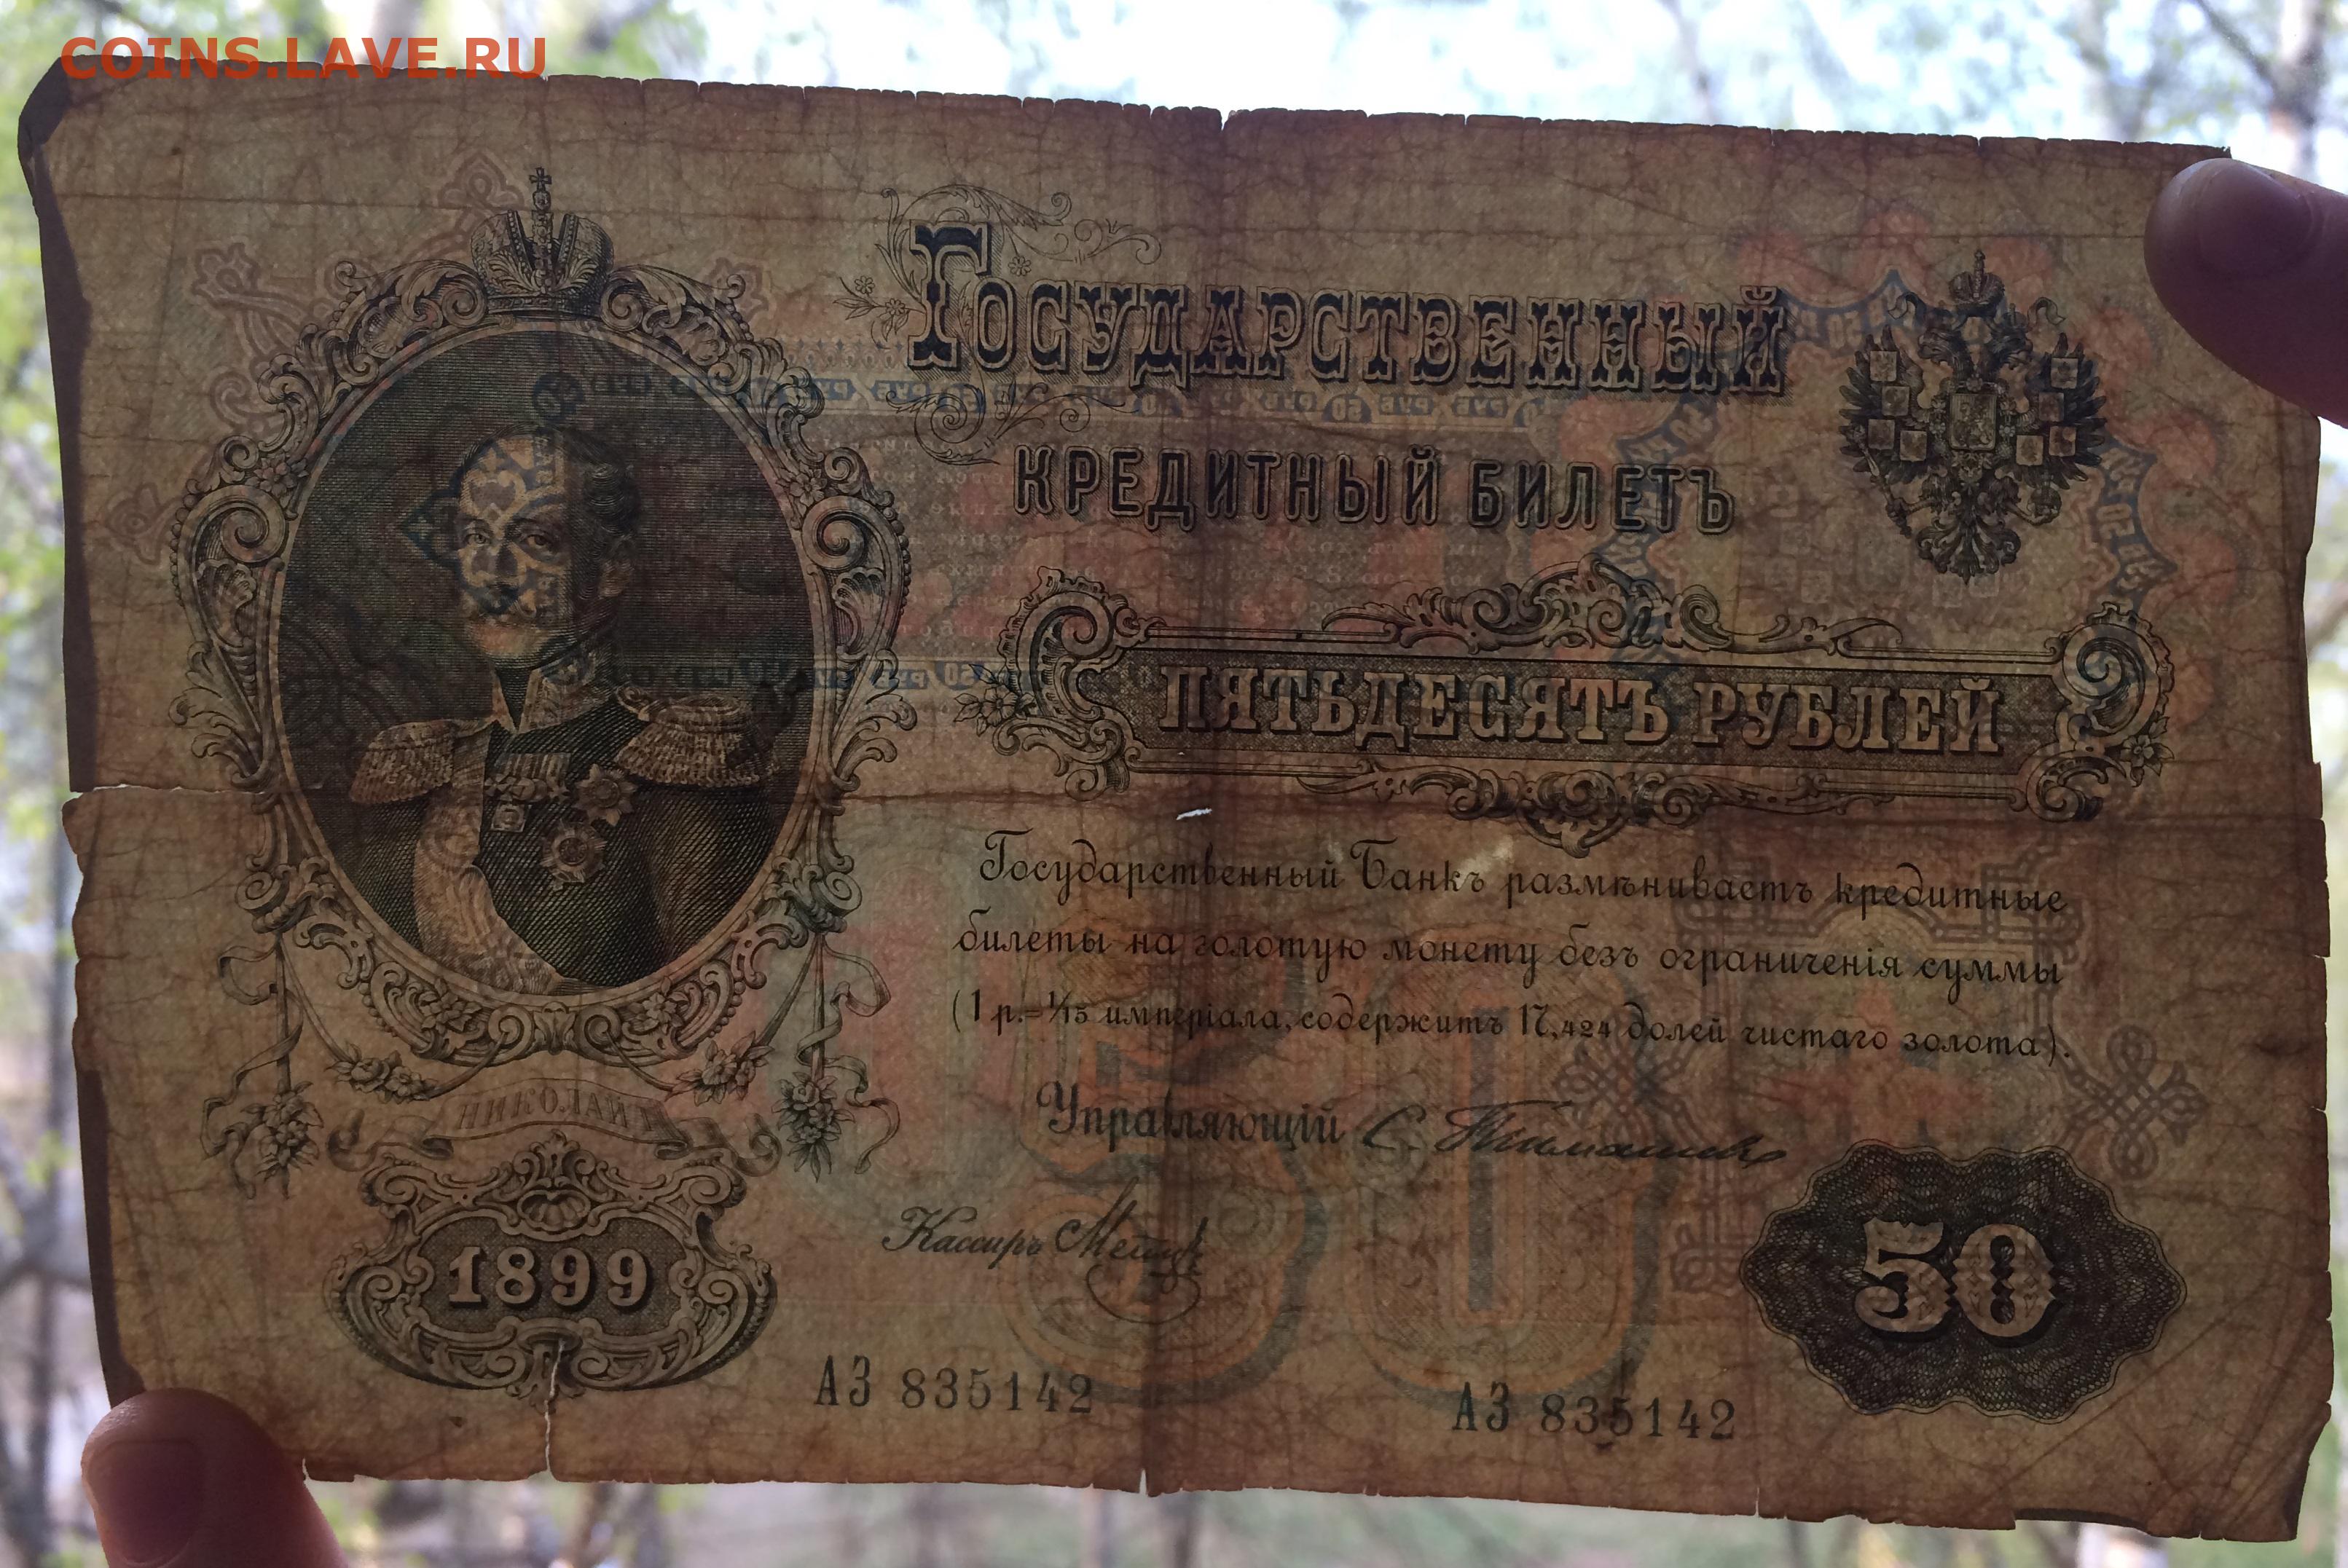 COINS.LAVE.RU
ГОСУДАРСТВЕННЫЙ
КРЕДИТНЫЙ БИЛЕТЪ
ПЯТЬДЕСЯТЪ РУБЛЕЙ
Государственный Банкъ размѣниваетъ кредитные
билеты на золотую монету безъ ограниченія суммы
(1 р.=1/15 имперіала, содержитъ 17,424 долей чистаго золота).
Управляющій С. Тимашевъ
Кассиръ
1899
50
АЗ 835142
АЗ 835142